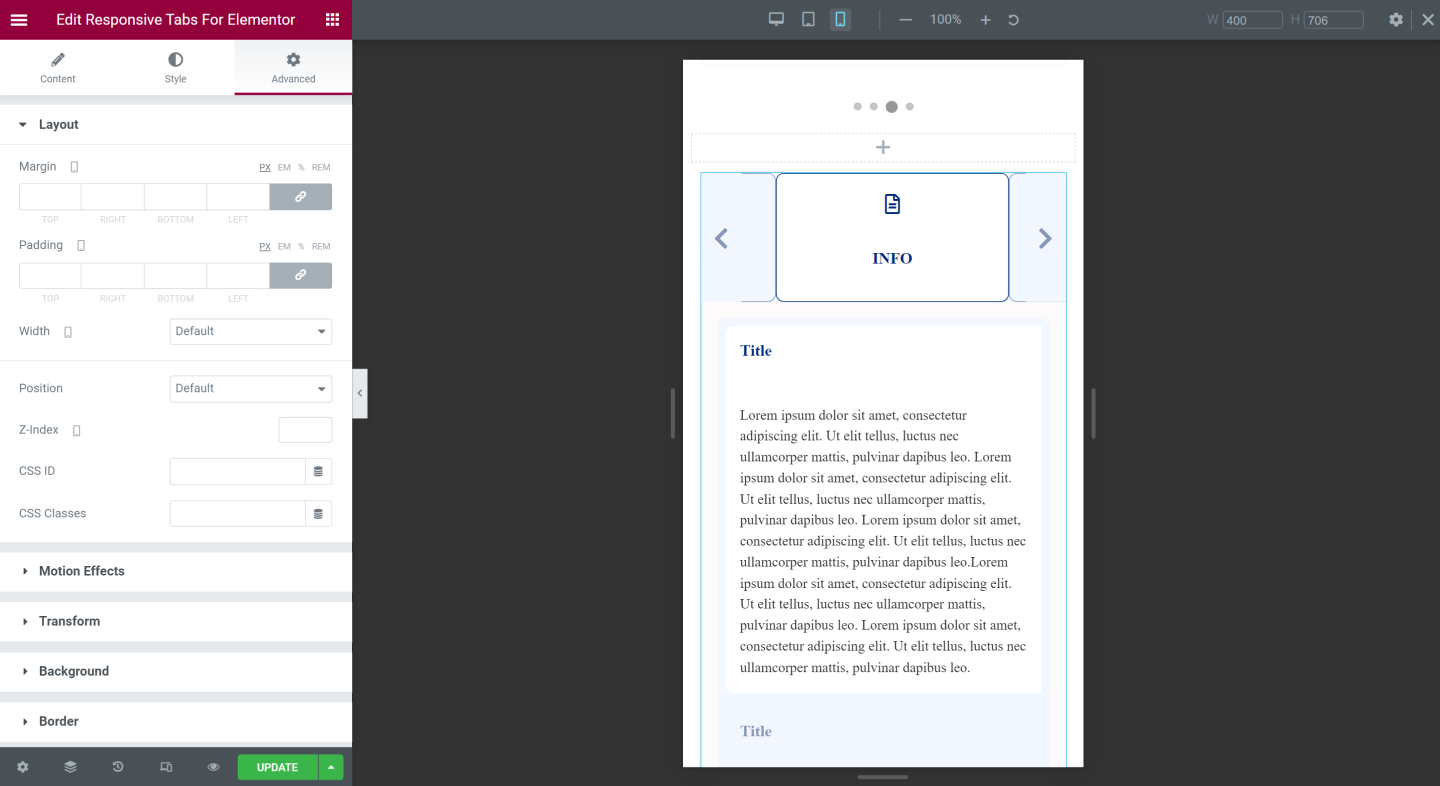 Edit Responsive Tabs For Elementor
100%
W 400 H 706
Content Style Advanced
Layout
Margin PX EM % REM
TOP RIGHT BOTTOM LEFT
Padding PX EM % REM
TOP RIGHT BOTTOM LEFT
Width Default
Position Default
Z-Index
CSS ID
CSS Classes
Motion Effects
Transform
Background
Border
UPDATE
INFO
Title
Lorem ipsum dolor sit amet, consectetur
adipiscing elit. Ut elit tellus, luctus nec
ullamcorper mattis, pulvinar dapibus leo. Lorem
ipsum dolor sit amet, consectetur adipiscing elit.
Ut elit tellus, luctus nec ullamcorper mattis,
pulvinar dapibus leo. Lorem ipsum dolor sit amet,
consectetur adipiscing elit. Ut elit tellus, luctus nec
ullamcorper mattis, pulvinar dapibus leo.Lorem
ipsum dolor sit amet, consectetur adipiscing elit.
Ut elit tellus, luctus nec ullamcorper mattis,
pulvinar dapibus leo. Lorem ipsum dolor sit amet,
consectetur adipiscing elit. Ut elit tellus, luctus nec
ullamcorper mattis, pulvinar dapibus leo.
Title